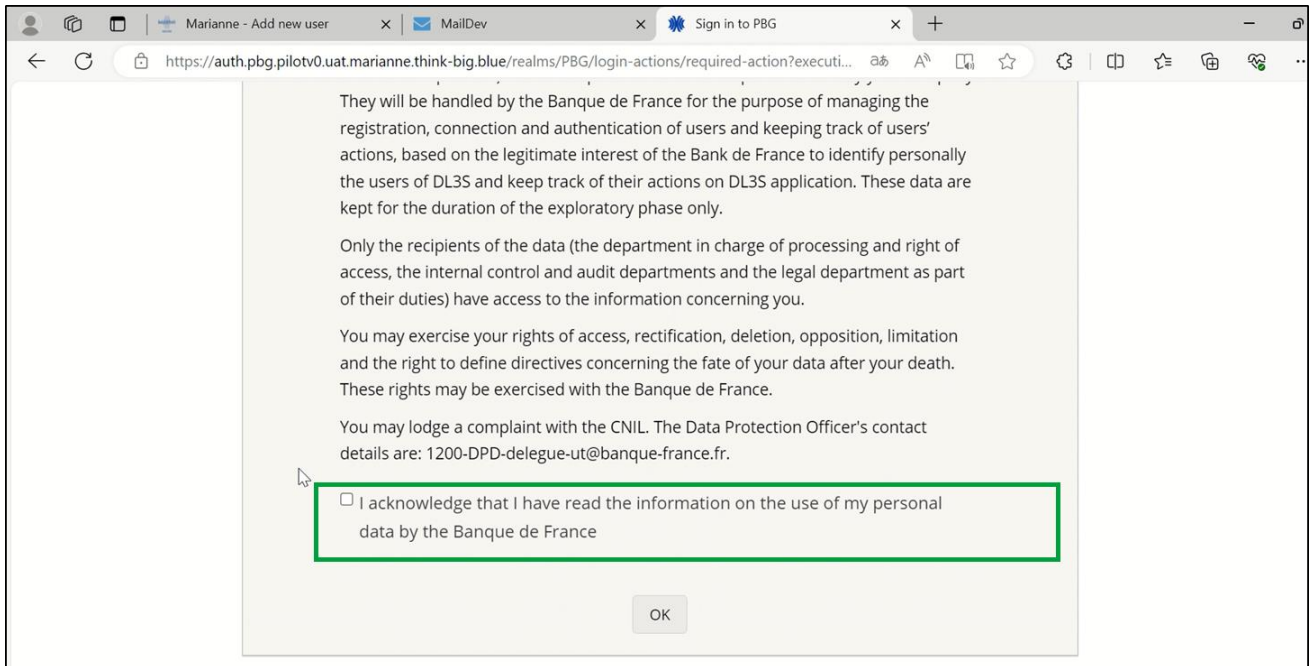 Marianne - Add new user
MailDev
Sign in to PBG
https://auth.pbg.pilotv0.uat.marianne.think-big.blue/realms/PBG/login-actions/required-action?executi...
They will be handled by the Banque de France for the purpose of managing the
registration, connection and authentication of users and keeping track of users'
actions, based on the legitimate interest of the Bank de France to identify personally
the users of DL3S and keep track of their actions on DL3S application. These data are
kept for the duration of the exploratory phase only.
Only the recipients of the data (the department in charge of processing and right of
access, the internal control and audit departments and the legal department as part
of their duties) have access to the information concerning you.
You may exercise your rights of access, rectification, deletion, opposition, limitation
and the right to define directives concerning the fate of your data after your death.
These rights may be exercised with the Banque de France.
You may lodge a complaint with the CNIL. The Data Protection Officer's contact
details are: 1200-DPD-delegue-ut@banque-france.fr.
I acknowledge that I have read the information on the use of my personal
data by the Banque de France
OK